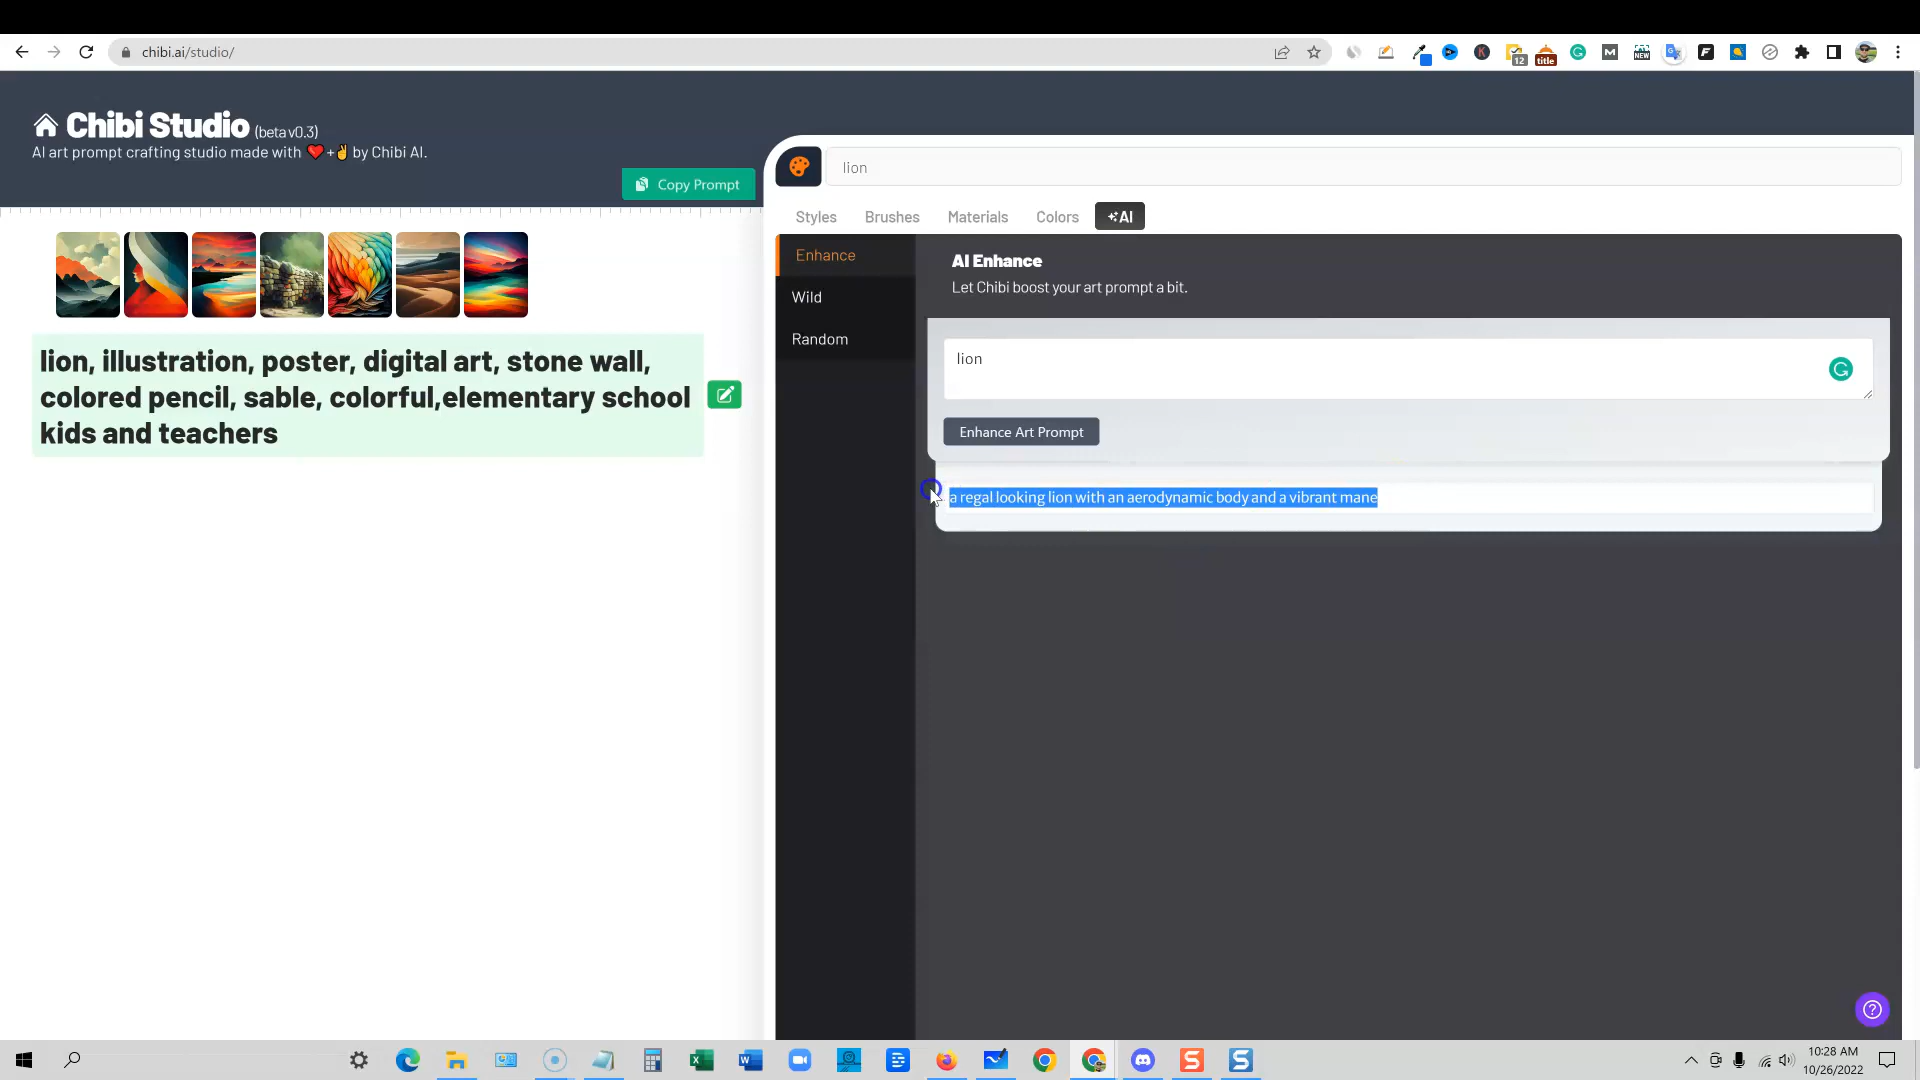 chibi.ai/studio/
12
title
NEW
Chibi Studio (beta v0.3)
AI art prompt crafting studio made with ❤️+✌️ by Chibi AI.
Copy Prompt
lion
Styles
Brushes
Materials
Colors
AI
Enhance
Wild
Random
AI Enhance
Let Chibi boost your art prompt a bit.
lion
Enhance Art Prompt
a regal looking lion with an aerodynamic body and a vibrant mane
lion, illustration, poster, digital art, stone wall,
colored pencil, sable, colorful,elementary school
kids and teachers
10:28 AM
10/26/2022